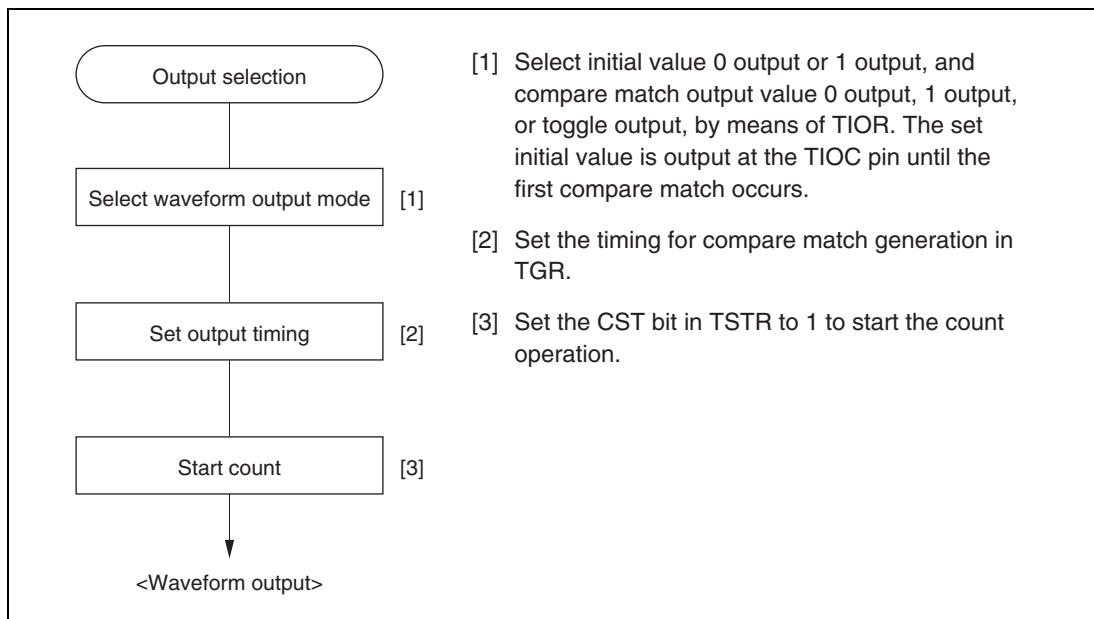 Output selection
Select waveform output mode [1]
Set output timing [2]
Start count [3]
<Waveform output>
[1] Select initial value 0 output or 1 output, and
compare match output value 0 output, 1 output,
or toggle output, by means of TIOR. The set
initial value is output at the TIOC pin until the
first compare match occurs.
[2] Set the timing for compare match generation in
TGR.
[3] Set the CST bit in TSTR to 1 to start the count
operation.